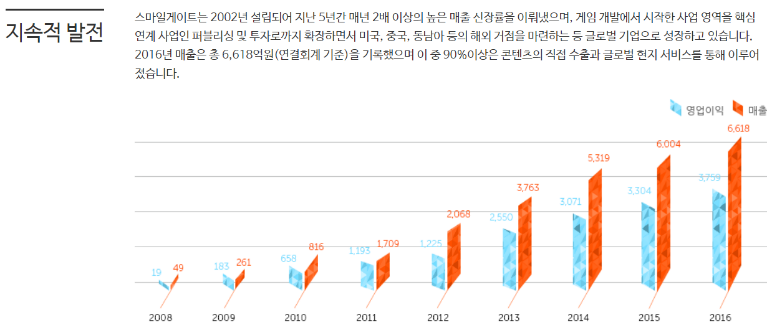 지속적 발전
스마일게이트는 2002년 설립되어 지난 5년간 매년 2배 이상의 높은 매출 신장률을 이뤄냈으며, 게임 개발에서 시작한 사업 영역을 핵심
연계 사업인 퍼블리싱 및 투자로까지 확장하면서 미국, 중국, 동남아 등의 해외 거점을 마련하는 등 글로벌 기업으로 성장하고 있습니다.
2016년 매출은 총 6,618억원(연결회계 기준)을 기록했으며 이 중 90%이상은 콘텐츠의 직접 수출과 글로벌 현지 서비스를 통해 이루어
졌습니다.
영업이익 매출
19 49 183 261 658 816 1,193 1,709 1,225 2,068 2,550 3,763 3,071 5,319 3,304 6,004 3,759 6,618
2008 2009 2010 2011 2012 2013 2014 2015 2016